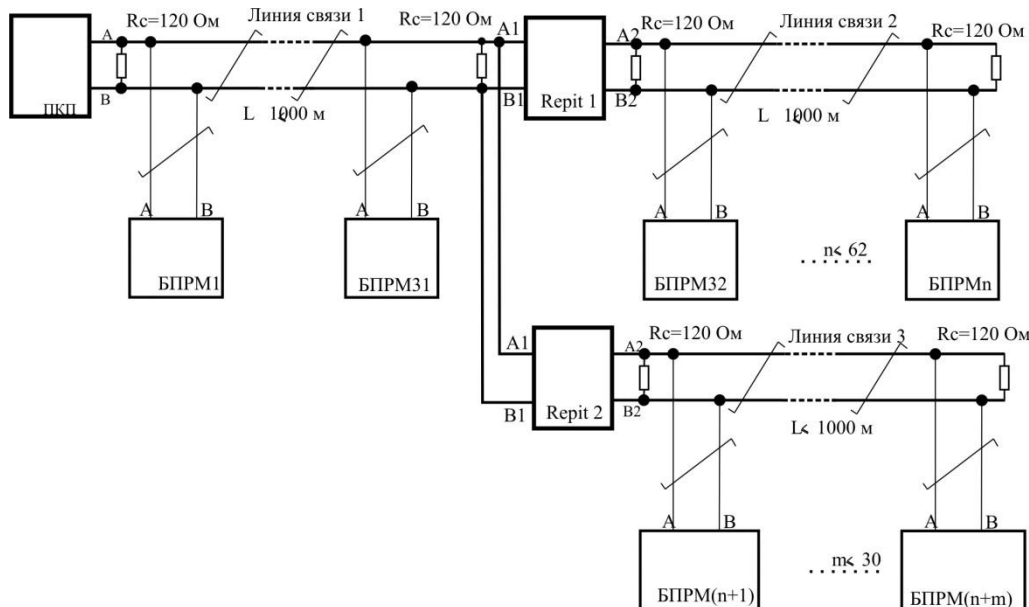 Rc=120 Ом Линия связи 1 Rc=120 Ом
A A1
B B1
ПКП
L < 1000 м
Repit 1
Rc=120 Ом Линия связи 2 Rc=120 Ом
A2
B2
L < 1000 м
A B A B
БПРМ1 БПРМ31
A B A B
БПРМ32 n< 62 БПРМn
A1
B1
Repit 2
Rc=120 Ом Линия связи 3 Rc=120 Ом
A2
B2
L< 1000 м
A B A B
m< 30
БПРМ(n+1) БПРМ(n+m)